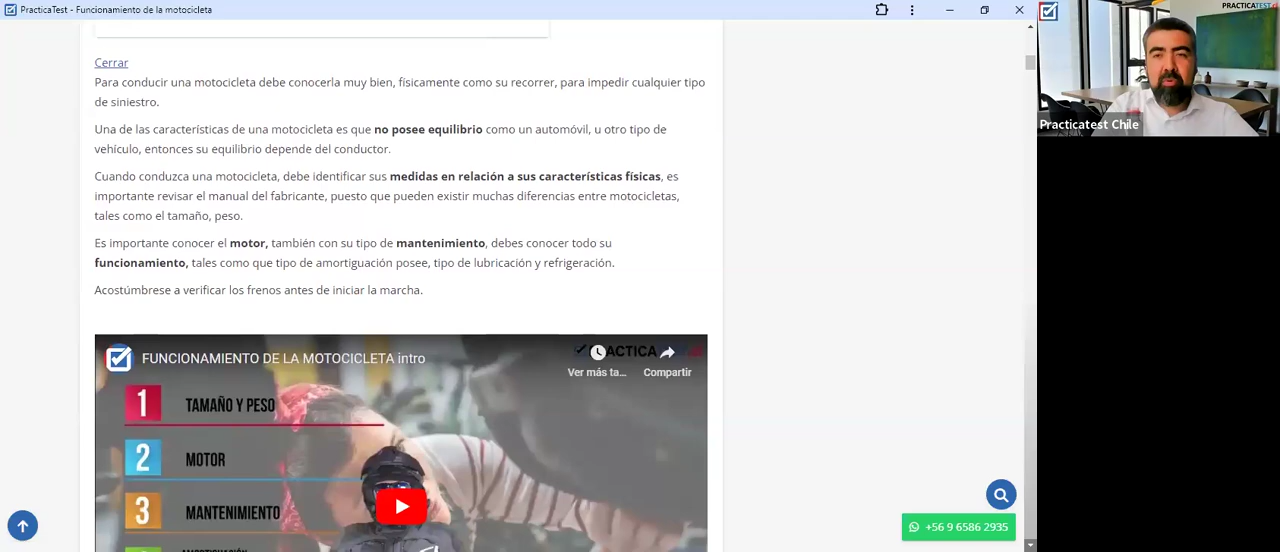 PracticaTest - Funcionamiento de la motocicleta
PRACTICATEST
Cerrar
Para conducir una motocicleta debe conocerla muy bien, físicamente como su recorrer, para impedir cualquier tipo
de siniestro.
Una de las características de una motocicleta es que no posee equilibrio como un automóvil, u otro tipo de
vehículo, entonces su equilibrio depende del conductor.
Practicatest Chile
Cuando conduzca una motocicleta, debe identificar sus medidas en relación a sus características físicas, es
importante revisar el manual del fabricante, puesto que pueden existir muchas diferencias entre motocicletas,
tales como el tamaño, peso.
Es importante conocer el motor, también con su tipo de mantenimiento, debes conocer todo su
funcionamiento, tales como que tipo de amortiguación posee, tipo de lubricación y refrigeración.
Acostúmbrese a verificar los frenos antes de iniciar la marcha.
FUNCIONAMIENTO DE LA MOTOCICLETA intro
Ver más ta...
Compartir
1 TAMAÑO Y PESO
2 MOTOR
3 MANTENIMIENTO
+56 9 6586 2935